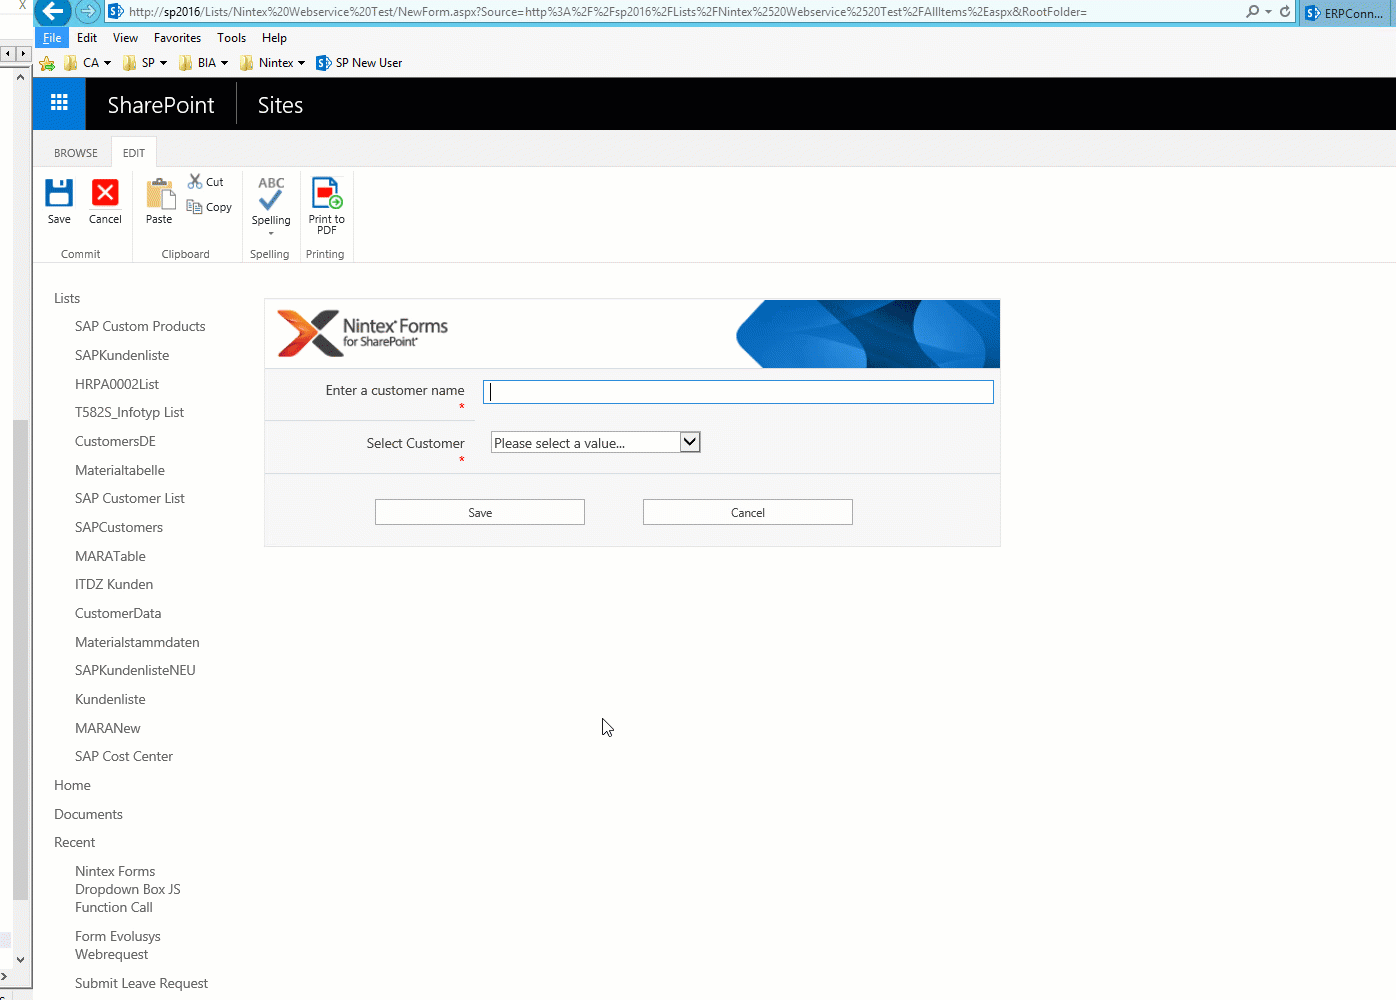 X
http://sp2016/Lists/Nintex%20Webservice%20Test/NewForm.aspx?Source=http%3A%2F%2Fsp2016%2FLists%2FNintex%2520Webservice%2520Test%2FAllItems%2Easpx&RootFolder=
S
ERPConn...
File Edit View Favorites Tools Help
CA SP BIA Nintex SP New User
SharePoint Sites
BROWSE EDIT
Save Cancel Paste Cut Copy ABC Spelling Print to PDF
Commit Clipboard Spelling Printing
Lists
SAP Custom Products
SAPKundenliste
HRPA0002List
T582S_Infotyp List
CustomersDE
Materialtabelle
SAP Customer List
SAPCustomers
MARATable
ITDZ Kunden
CustomerData
Materialstammdaten
SAPKundenlisteNEU
Kundenliste
MARANew
SAP Cost Center
Home
Documents
Recent
Nintex Forms
Dropdown Box JS
Function Call
Form Evolusys
Webrequest
Submit Leave Request
Nintex Forms
for SharePoint
Enter a customer name
*
Select Customer Please select a value...
*
Save Cancel